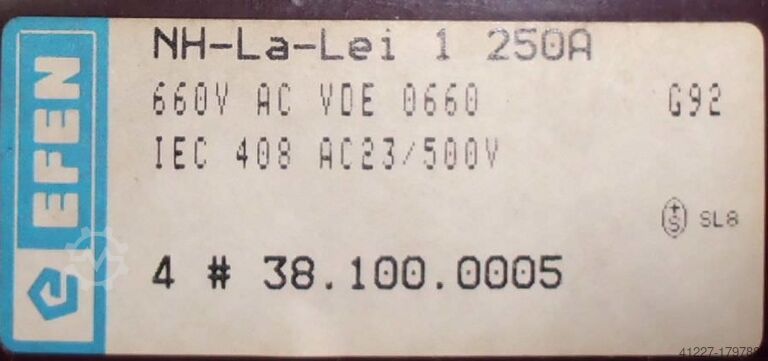 EFEN
NH-La-Lei 1 250A
660V AC VDE 0660 G92
IEC 408 AC23/500V
+S SL8
4 # 38.100.0005
41227-179788